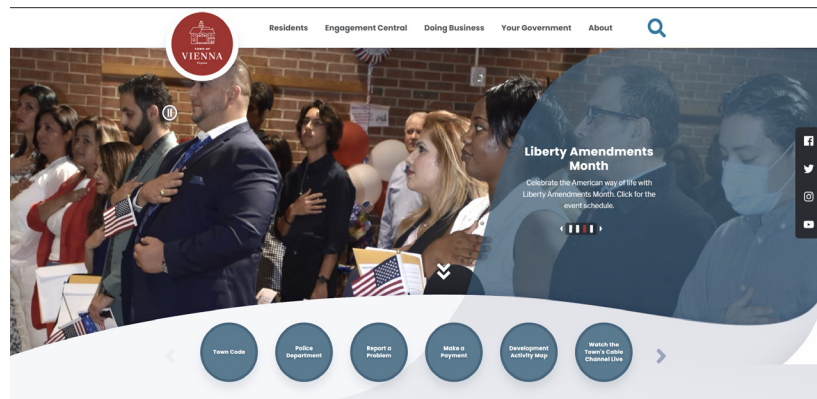 TOWN OF
VIENNA
Virginia
Residents
Engagement Central
Doing Business
Your Government
About
Liberty Amendments
Month
Celebrate the American way of life with
Liberty Amendments Month. Click for the
event schedule.
Town Code
Police
Department
Report a
Problem
Make a
Payment
Development
Activity Map
Watch the
Town's Cable
Channel Live